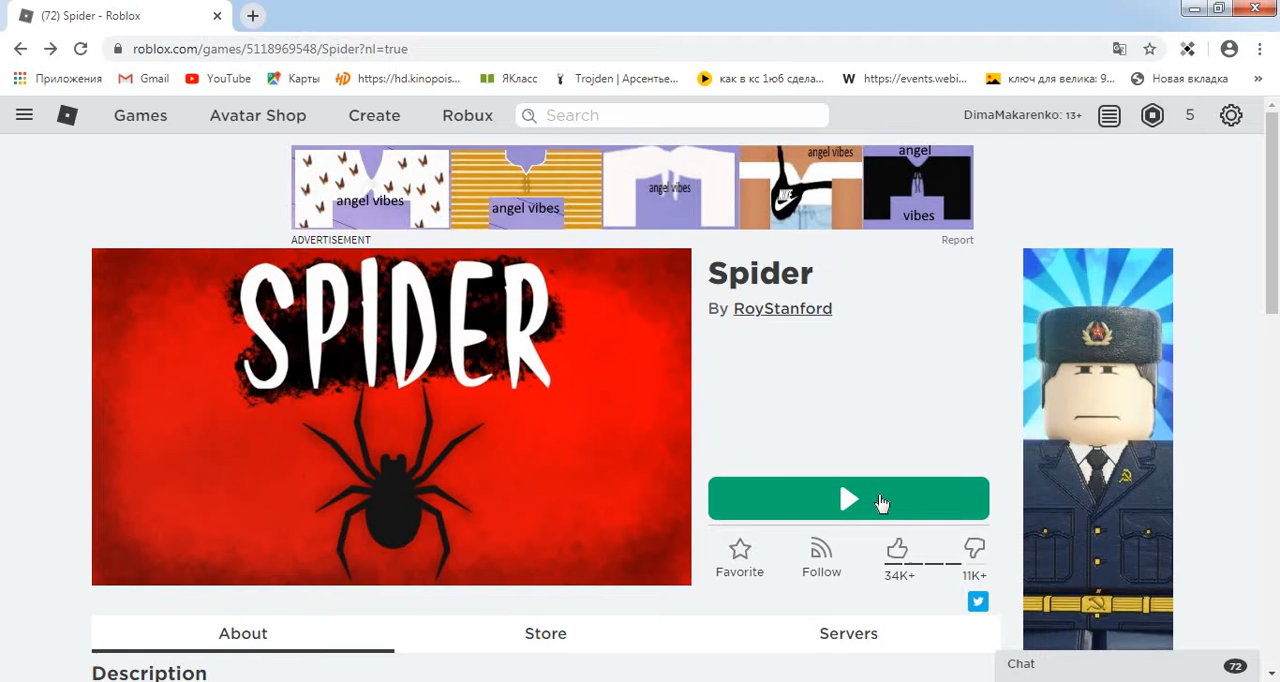 (72) Spider - Roblox
roblox.com/games/5118969548/Spider?nl=true
Приложения
Gmail
YouTube
Карты
https://hd.kinopois...
ЯКласс
Trojden | Арсентье...
как в кс 1юб сдела...
https://events.webi...
ключ для велика: 9...
Новая вкладка
Games
Avatar Shop
Create
Robux
Search
DimaMakarenko: 13+
5
angel vibes
angel vibes
angel vibes
angel vibes
angel
vibes
ADVERTISEMENT
Report
SPIDER
Spider
By RoyStanford
Favorite
Follow
34K+
11K+
About
Store
Servers
Description
Chat
72